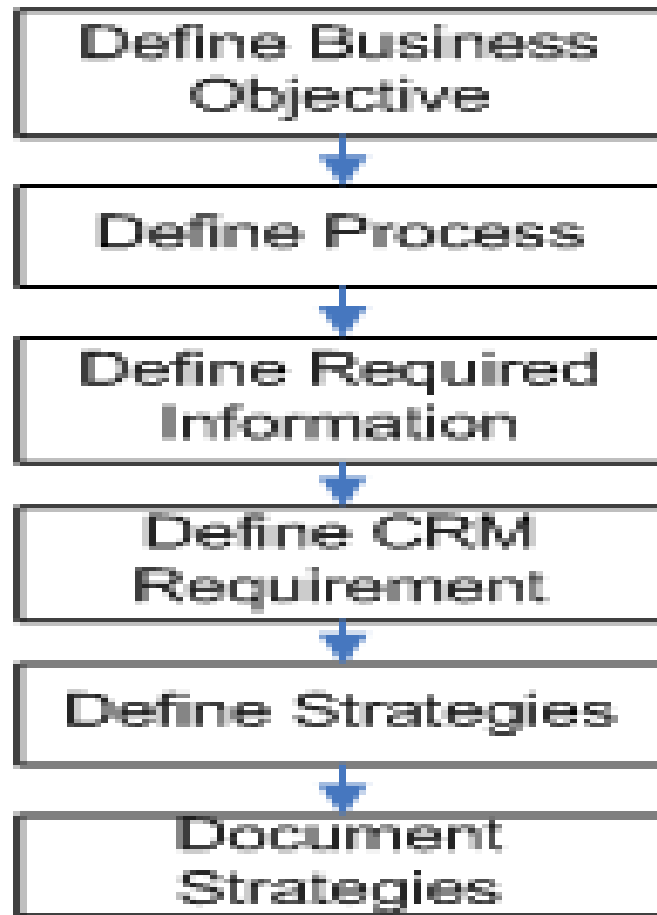 Define Business
Objective
Define Process
Define Required
Information
Define CRM
Requirement
Define Strategies
Document
Strategies